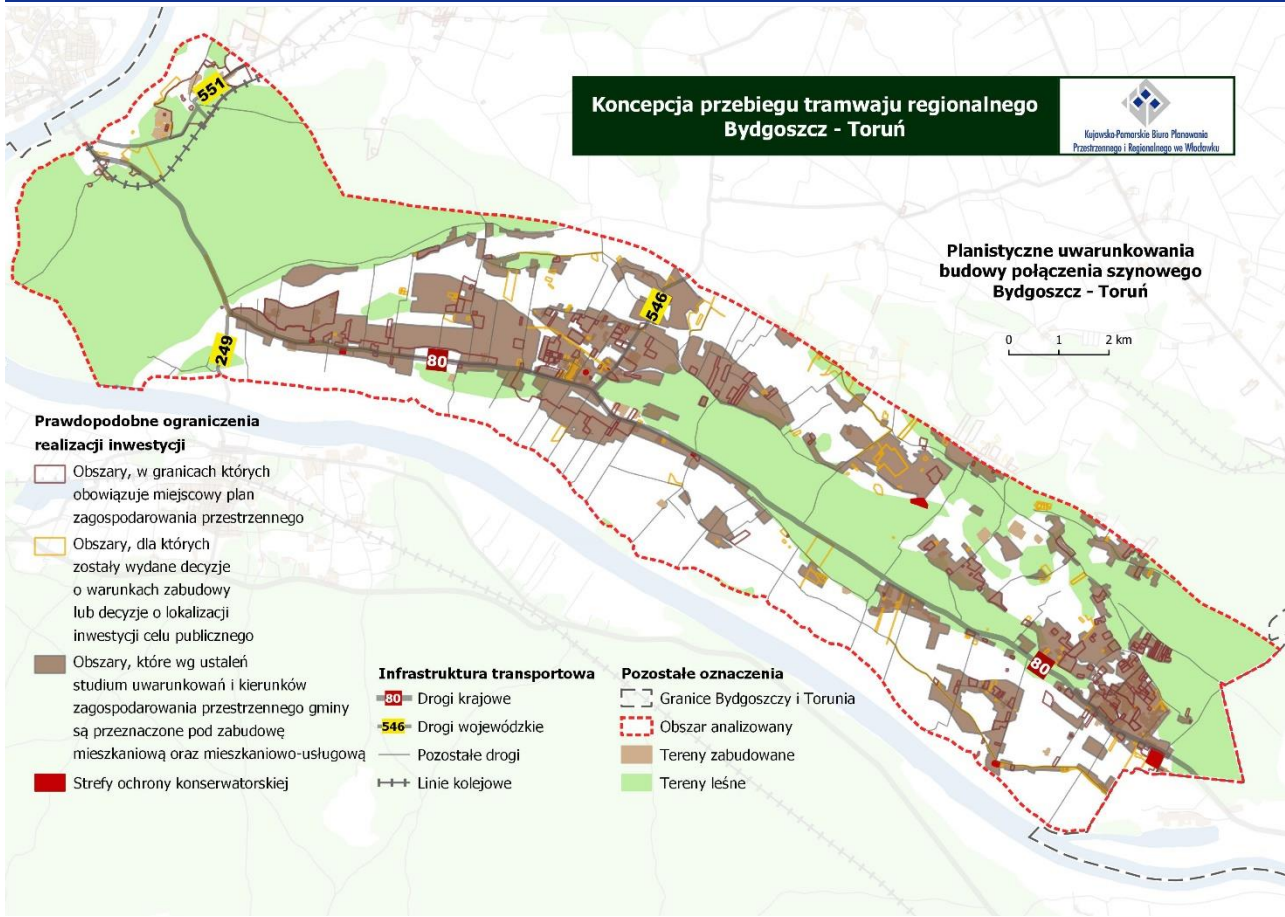 Koncepcja przebiegu tramwaju regionalnego
Bydgoszcz - Toruń
Kujawsko-Pomorskie Biuro Planowania
Przestrzennego i Regionalnego we Włocławku
Planistyczne uwarunkowania
budowy połączenia szynowego
Bydgoszcz - Toruń
0 1 2 km
551
546
249
80
80
Prawdopodobne ograniczenia
realizacji inwestycji
Obszary, w granicach których
obowiązuje miejscowy plan
zagospodarowania przestrzennego
Obszary, dla których
zostały wydane decyzje
o warunkach zabudowy
lub decyzje o lokalizacji
inwestycji celu publicznego
Obszary, które wg ustaleń
studium uwarunkowań i kierunków
zagospodarowania przestrzennego gminy
są przeznaczone pod zabudowę
mieszkaniową oraz mieszkaniowo-usługową
Strefy ochrony konserwatorskiej
Infrastruktura transportowa
80 Drogi krajowe
546 Drogi wojewódzkie
Pozostałe drogi
Linie kolejowe
Pozostałe oznaczenia
Granice Bydgoszczy i Torunia
Obszar analizowany
Tereny zabudowane
Tereny leśne